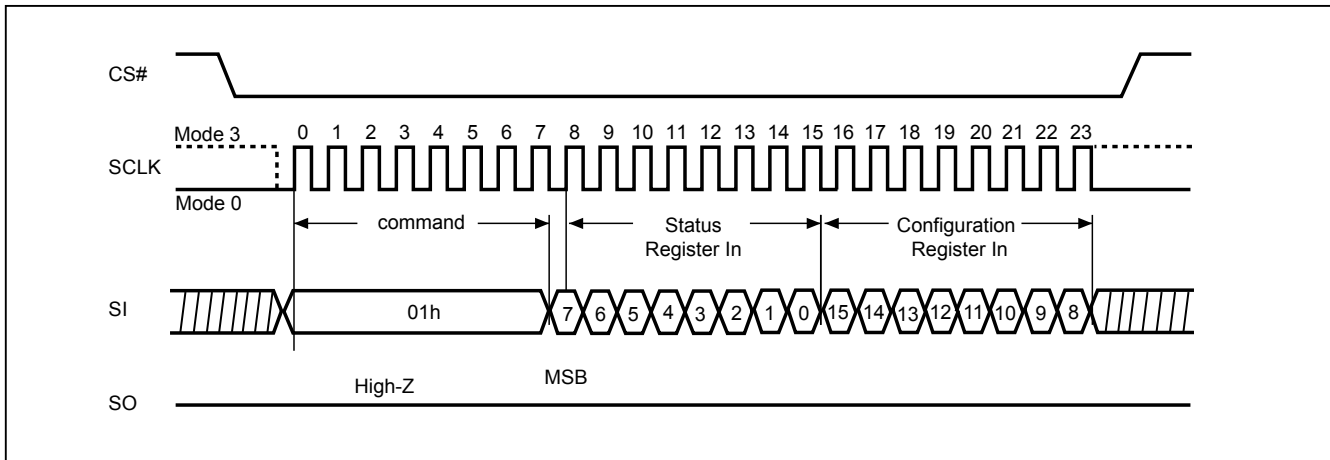 CS#
Mode 3
0 1 2 3 4 5 6 7 8 9 10 11 12 13 14 15 16 17 18 19 20 21 22 23
SCLK
Mode 0
command
Status
Register In
Configuration
Register In
SI
01h
7 6 5 4 3 2 1 0 15 14 13 12 11 10 9 8
High-Z
MSB
SO